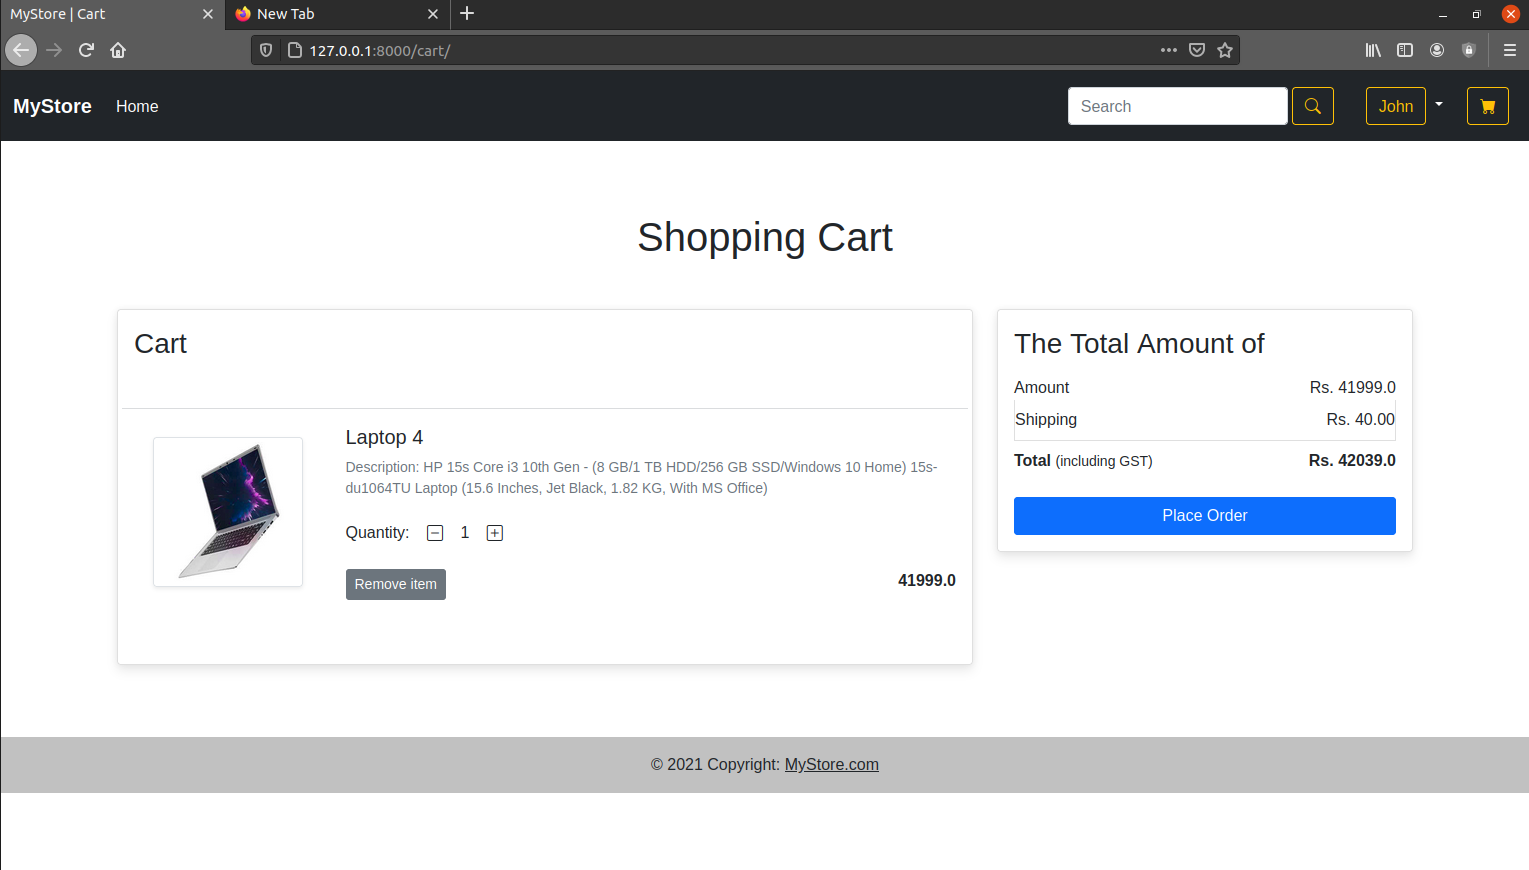 MyStore | Cart
New Tab
127.0.0.1:8000/cart/
MyStore
Home
Search
John
Shopping Cart
Cart
Laptop 4
Description: HP 15s Core i3 10th Gen - (8 GB/1 TB HDD/256 GB SSD/Windows 10 Home) 15s-
du1064TU Laptop (15.6 Inches, Jet Black, 1.82 KG, With MS Office)
Quantity: 1
Remove item
41999.0
The Total Amount of
Amount Rs. 41999.0
Shipping Rs. 40.00
Total (including GST) Rs. 42039.0
Place Order
© 2021 Copyright: MyStore.com